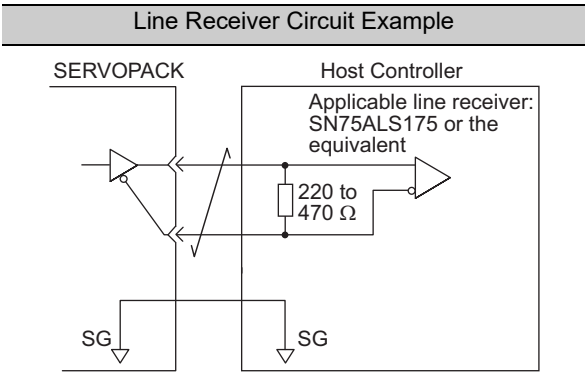 Line Receiver Circuit Example
SERVOPACK
Host Controller
Applicable line receiver:
SN75ALS175 or the
equivalent
220 to
470 Ω
SG
SG